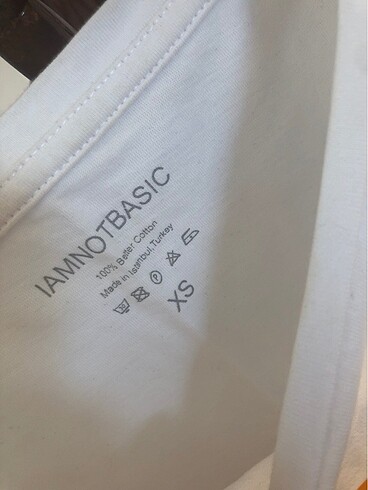 IAMNOTBASIC
100% Better Cotton
Made in Istanbul, Turkey
XS